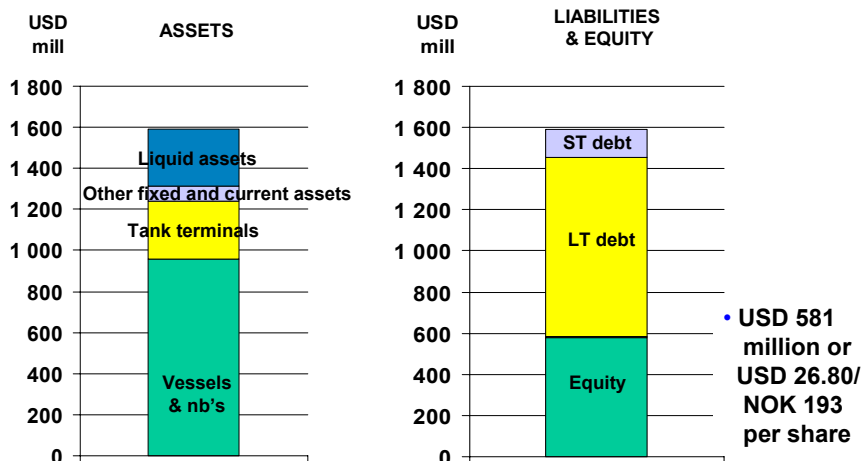 USD
mill
ASSETS
1 800
1 600
1 400
1 200
1 000
800
600
400
200
0
Liquid assets
Other fixed and current assets
Tank terminals
Vessels
& nb's
USD
mill
LIABILITIES
& EQUITY
1 800
1 600
1 400
1 200
1 000
800
600
400
200
0
ST debt
LT debt
Equity
• USD 581
million or
USD 26.80/
NOK 193
per share